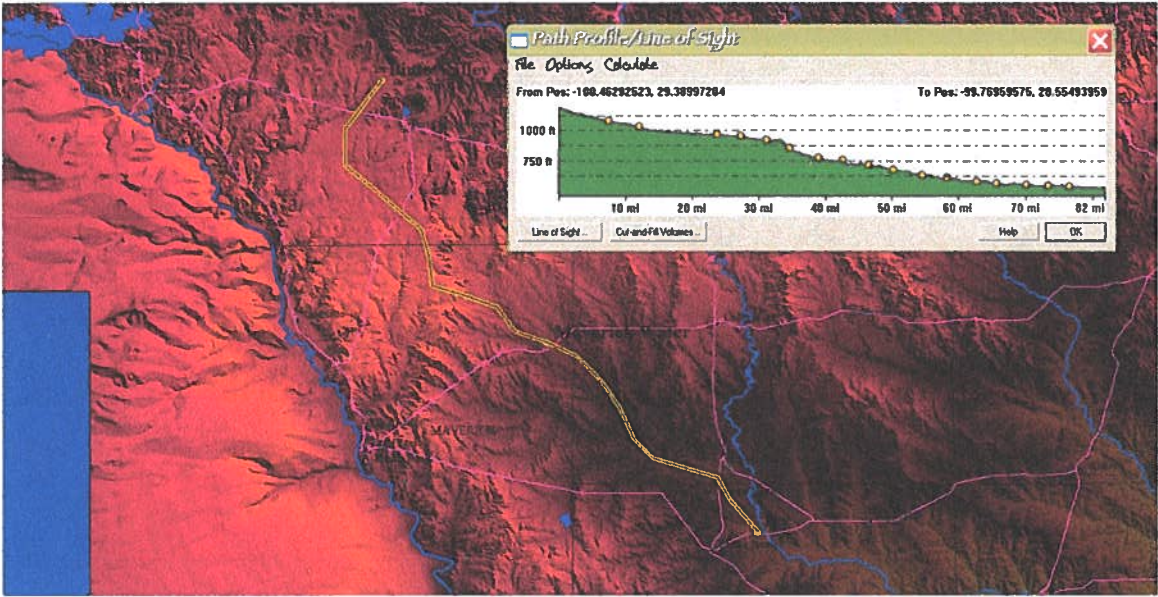 Path Profile/Line of Sight
File Options Calculate
From Pos: -100.46292523, 29.38997284 To Pos: -99.76959575, 28.55493959
1000 ft
750 ft
10 mi 20 mi 30 mi 40 mi 50 mi 60 mi 70 mi 82 mi
Line of Sight... Cut-and-Fill Volumes... Help OK
Valley